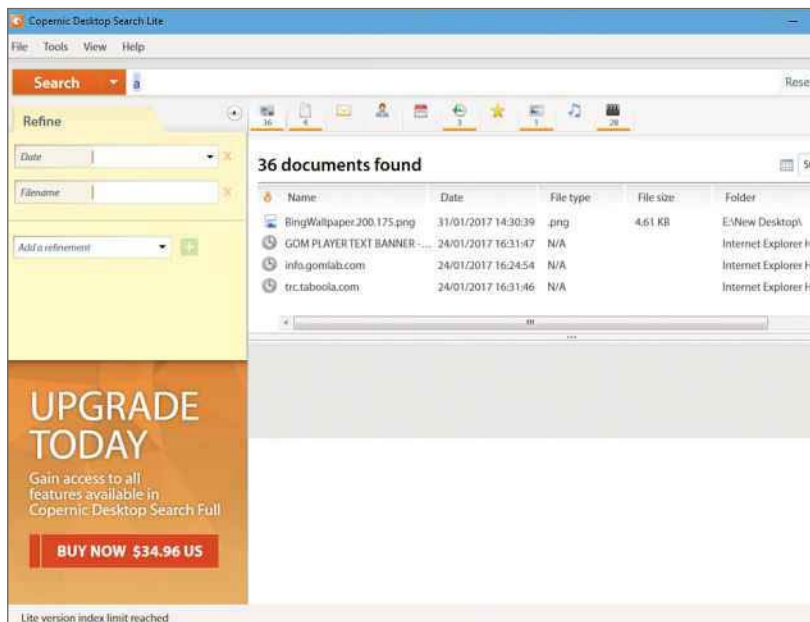 Copernic Desktop Search Lite
File Tools View Help
Search a Rese
Refine
36 4 3 1 28
Date
Filename
Add a refinement
36 documents found
Name Date File type File size Folder
BingWallpaper.200.175.png 31/01/2017 14:30:39 .png 4.61 KB E:\New Desktop\
GOM PLAYER TEXT BANNER -... 24/01/2017 16:31:47 N/A Internet Explorer H
info.gomlab.com 24/01/2017 16:24:54 N/A Internet Explorer H
trc.taboola.com 24/01/2017 16:31:46 N/A Internet Explorer H
UPGRADE
TODAY
Gain access to all
features available in
Copernic Desktop Search Full
BUY NOW $34.96 US
Lite version index limit reached